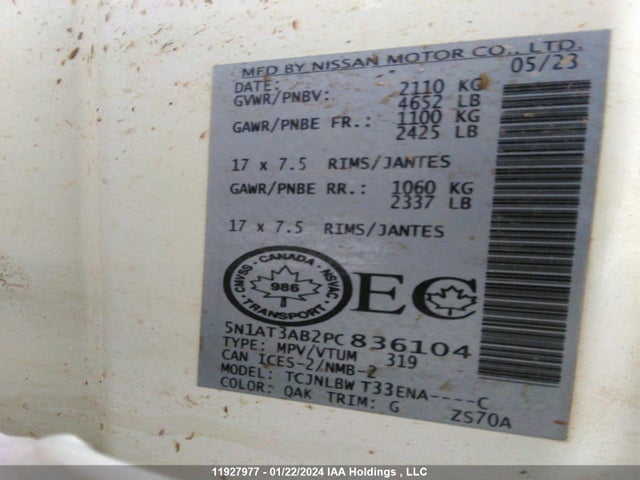 MFD BY NISSAN MOTOR CO., LTD.
DATE: 05/23
GVWR/PNBV: 2110 KG
4652 LB
GAWR/PNBE FR.: 1100 KG
2425 LB
17 x 7.5 RIMS/JANTES
GAWR/PNBE RR.: 1060 KG
2337 LB
17 x 7.5 RIMS/JANTES
CMVSS · CANADA · NSVAC
986
TRANSPORT
EC
5N1AT3AB2PC 836104
TYPE: MPV/VTUM 319
CAN ICES-2/NMB-2
MODEL: TCJNLBW T33ENA----C
COLOR: QAK TRIM: G ZS70A
11927977 - 01/22/2024 IAA Holdings , LLC